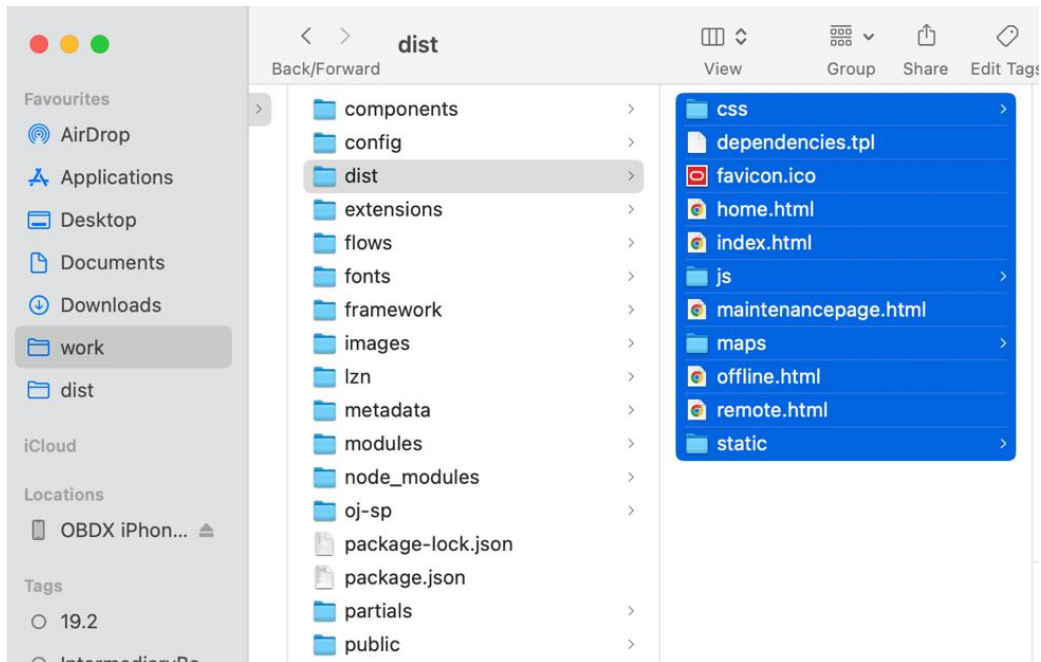 dist
Back/Forward
View
Group
Share
Edit Tags
Favourites
AirDrop
Applications
Desktop
Documents
Downloads
work
dist
iCloud
Locations
OBDX iPhon...
Tags
19.2
components
config
dist
extensions
flows
fonts
framework
images
lzn
metadata
modules
node_modules
oj-sp
package-lock.json
package.json
partials
public
css
dependencies.tpl
favicon.ico
home.html
index.html
js
maintenancepage.html
maps
offline.html
remote.html
static